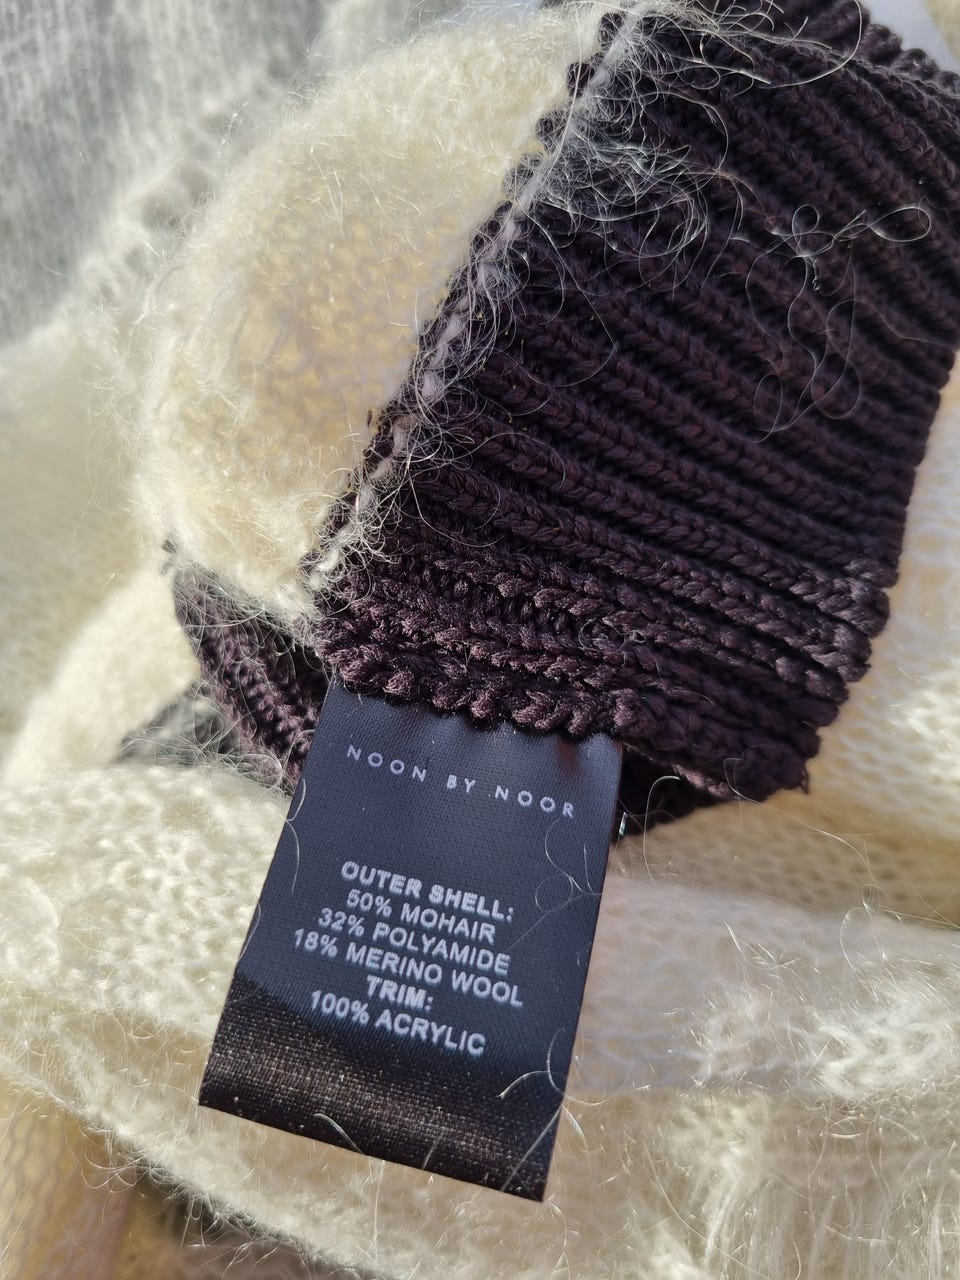 NOON BY NOOR
OUTER SHELL:
50% MOHAIR
32% POLYAMIDE
18% MERINO WOOL
TRIM:
100% ACRYLIC